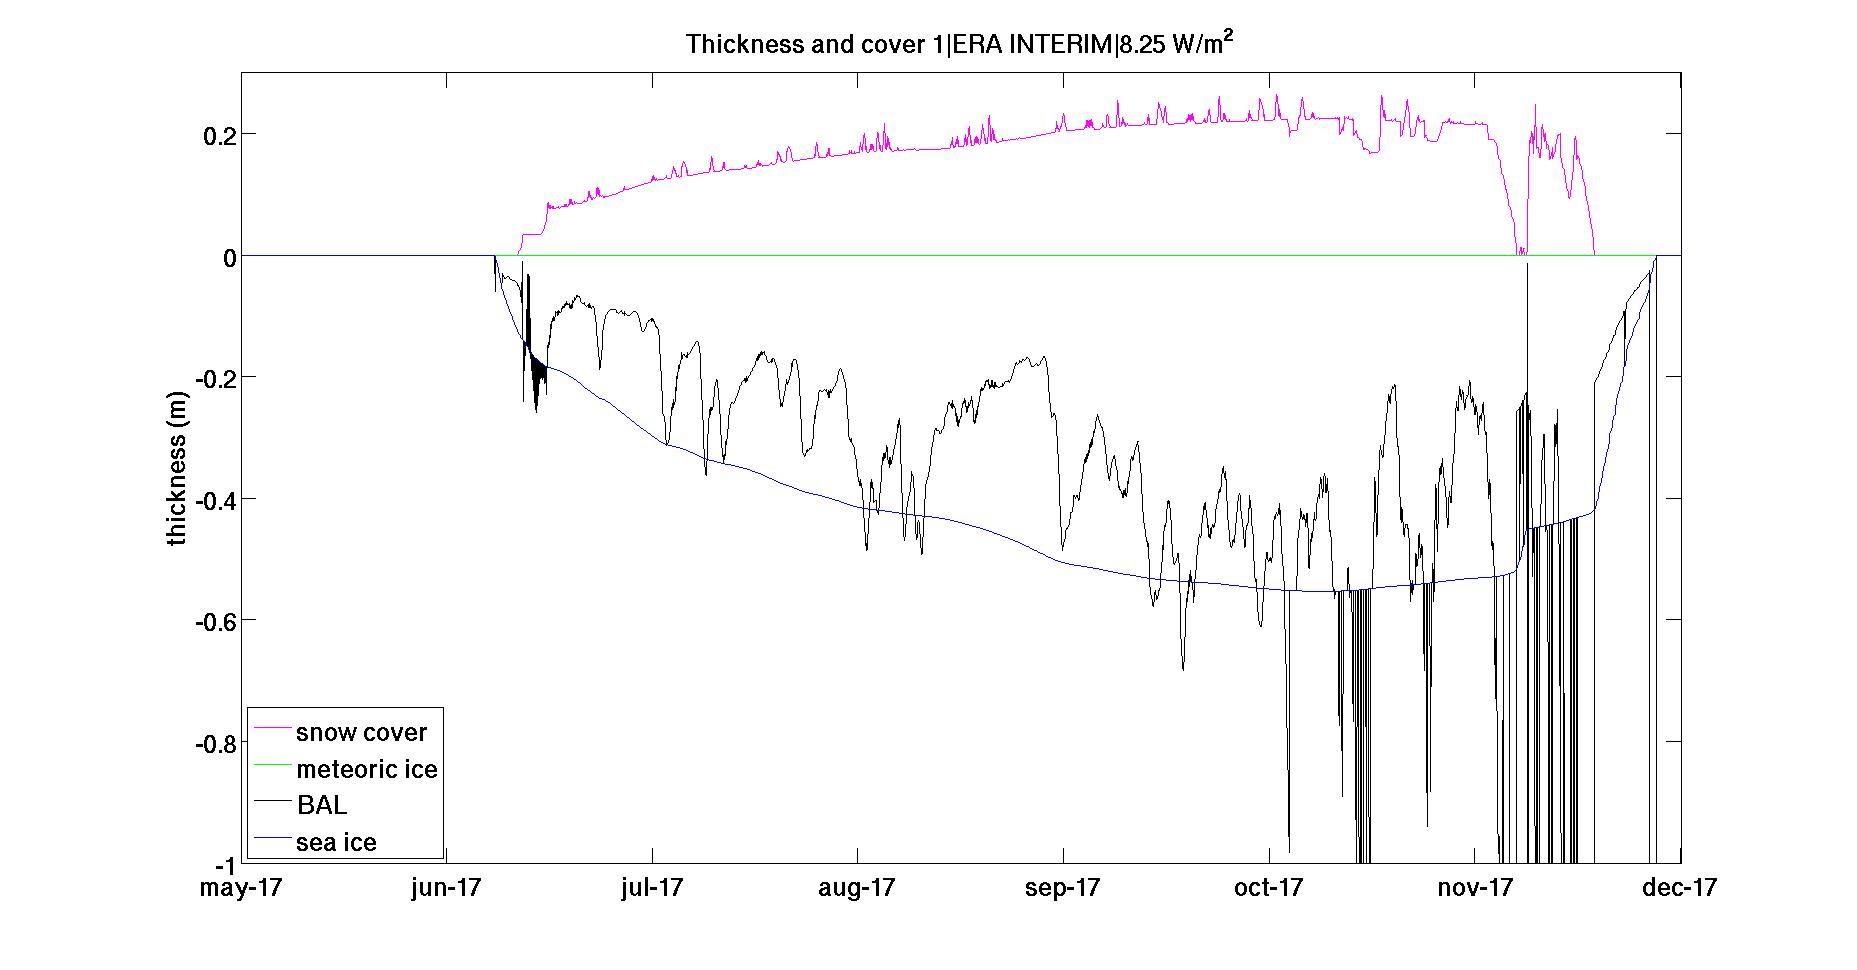 Thickness and cover 1|ERA INTERIM|8.25 W/m²
thickness (m)
0.2
0
-0.2
-0.4
-0.6
-0.8
-1
snow cover
meteoric ice
BAL
sea ice
may-17 jun-17 jul-17 aug-17 sep-17 oct-17 nov-17 dec-17